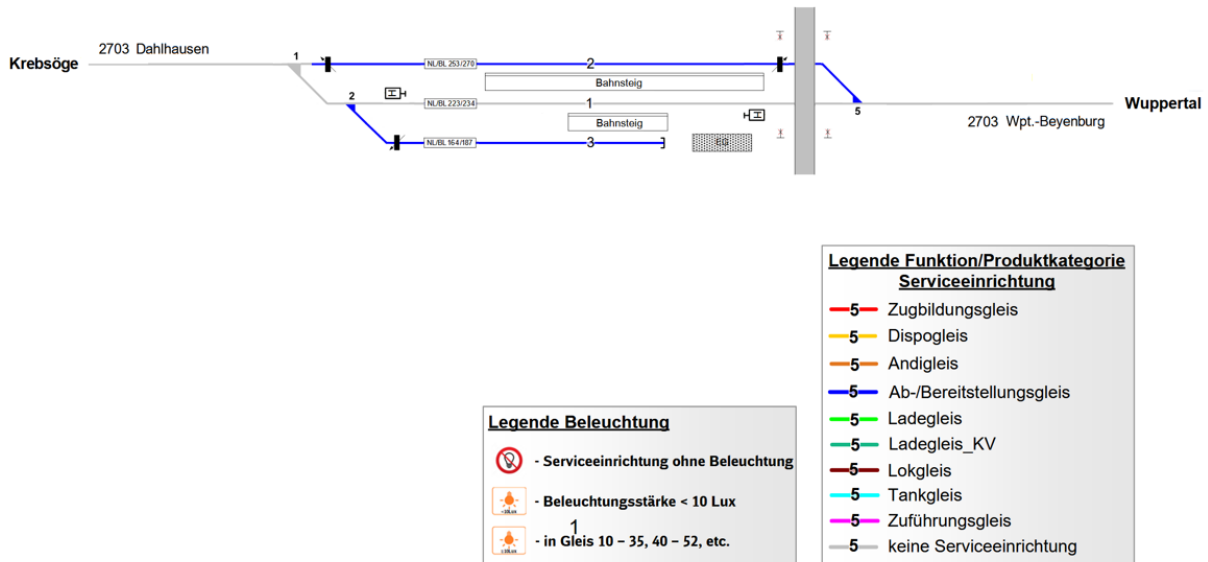 2703 Dahlhausen
Krebsöge
1
NL/BL 253/270
2
Bahnsteig
2
NL/BL 223/234
1
Bahnsteig
NL/BL 164/187
3
EG
5
Wuppertal
2703 Wpt.-Beyenburg
Legende Funktion/Produktkategorie
Serviceeinrichtung
5 Zugbildungsgleis
5 Dispogleis
5 Andigleis
5 Ab-/Bereitstellungsgleis
5 Ladegleis
5 Ladegleis_KV
5 Lokgleis
5 Tankgleis
5 Zuführungsgleis
5 keine Serviceeinrichtung
Legende Beleuchtung
- Serviceeinrichtung ohne Beleuchtung
- Beleuchtungsstärke < 10 Lux
1
- in Gleis 10 – 35, 40 – 52, etc.